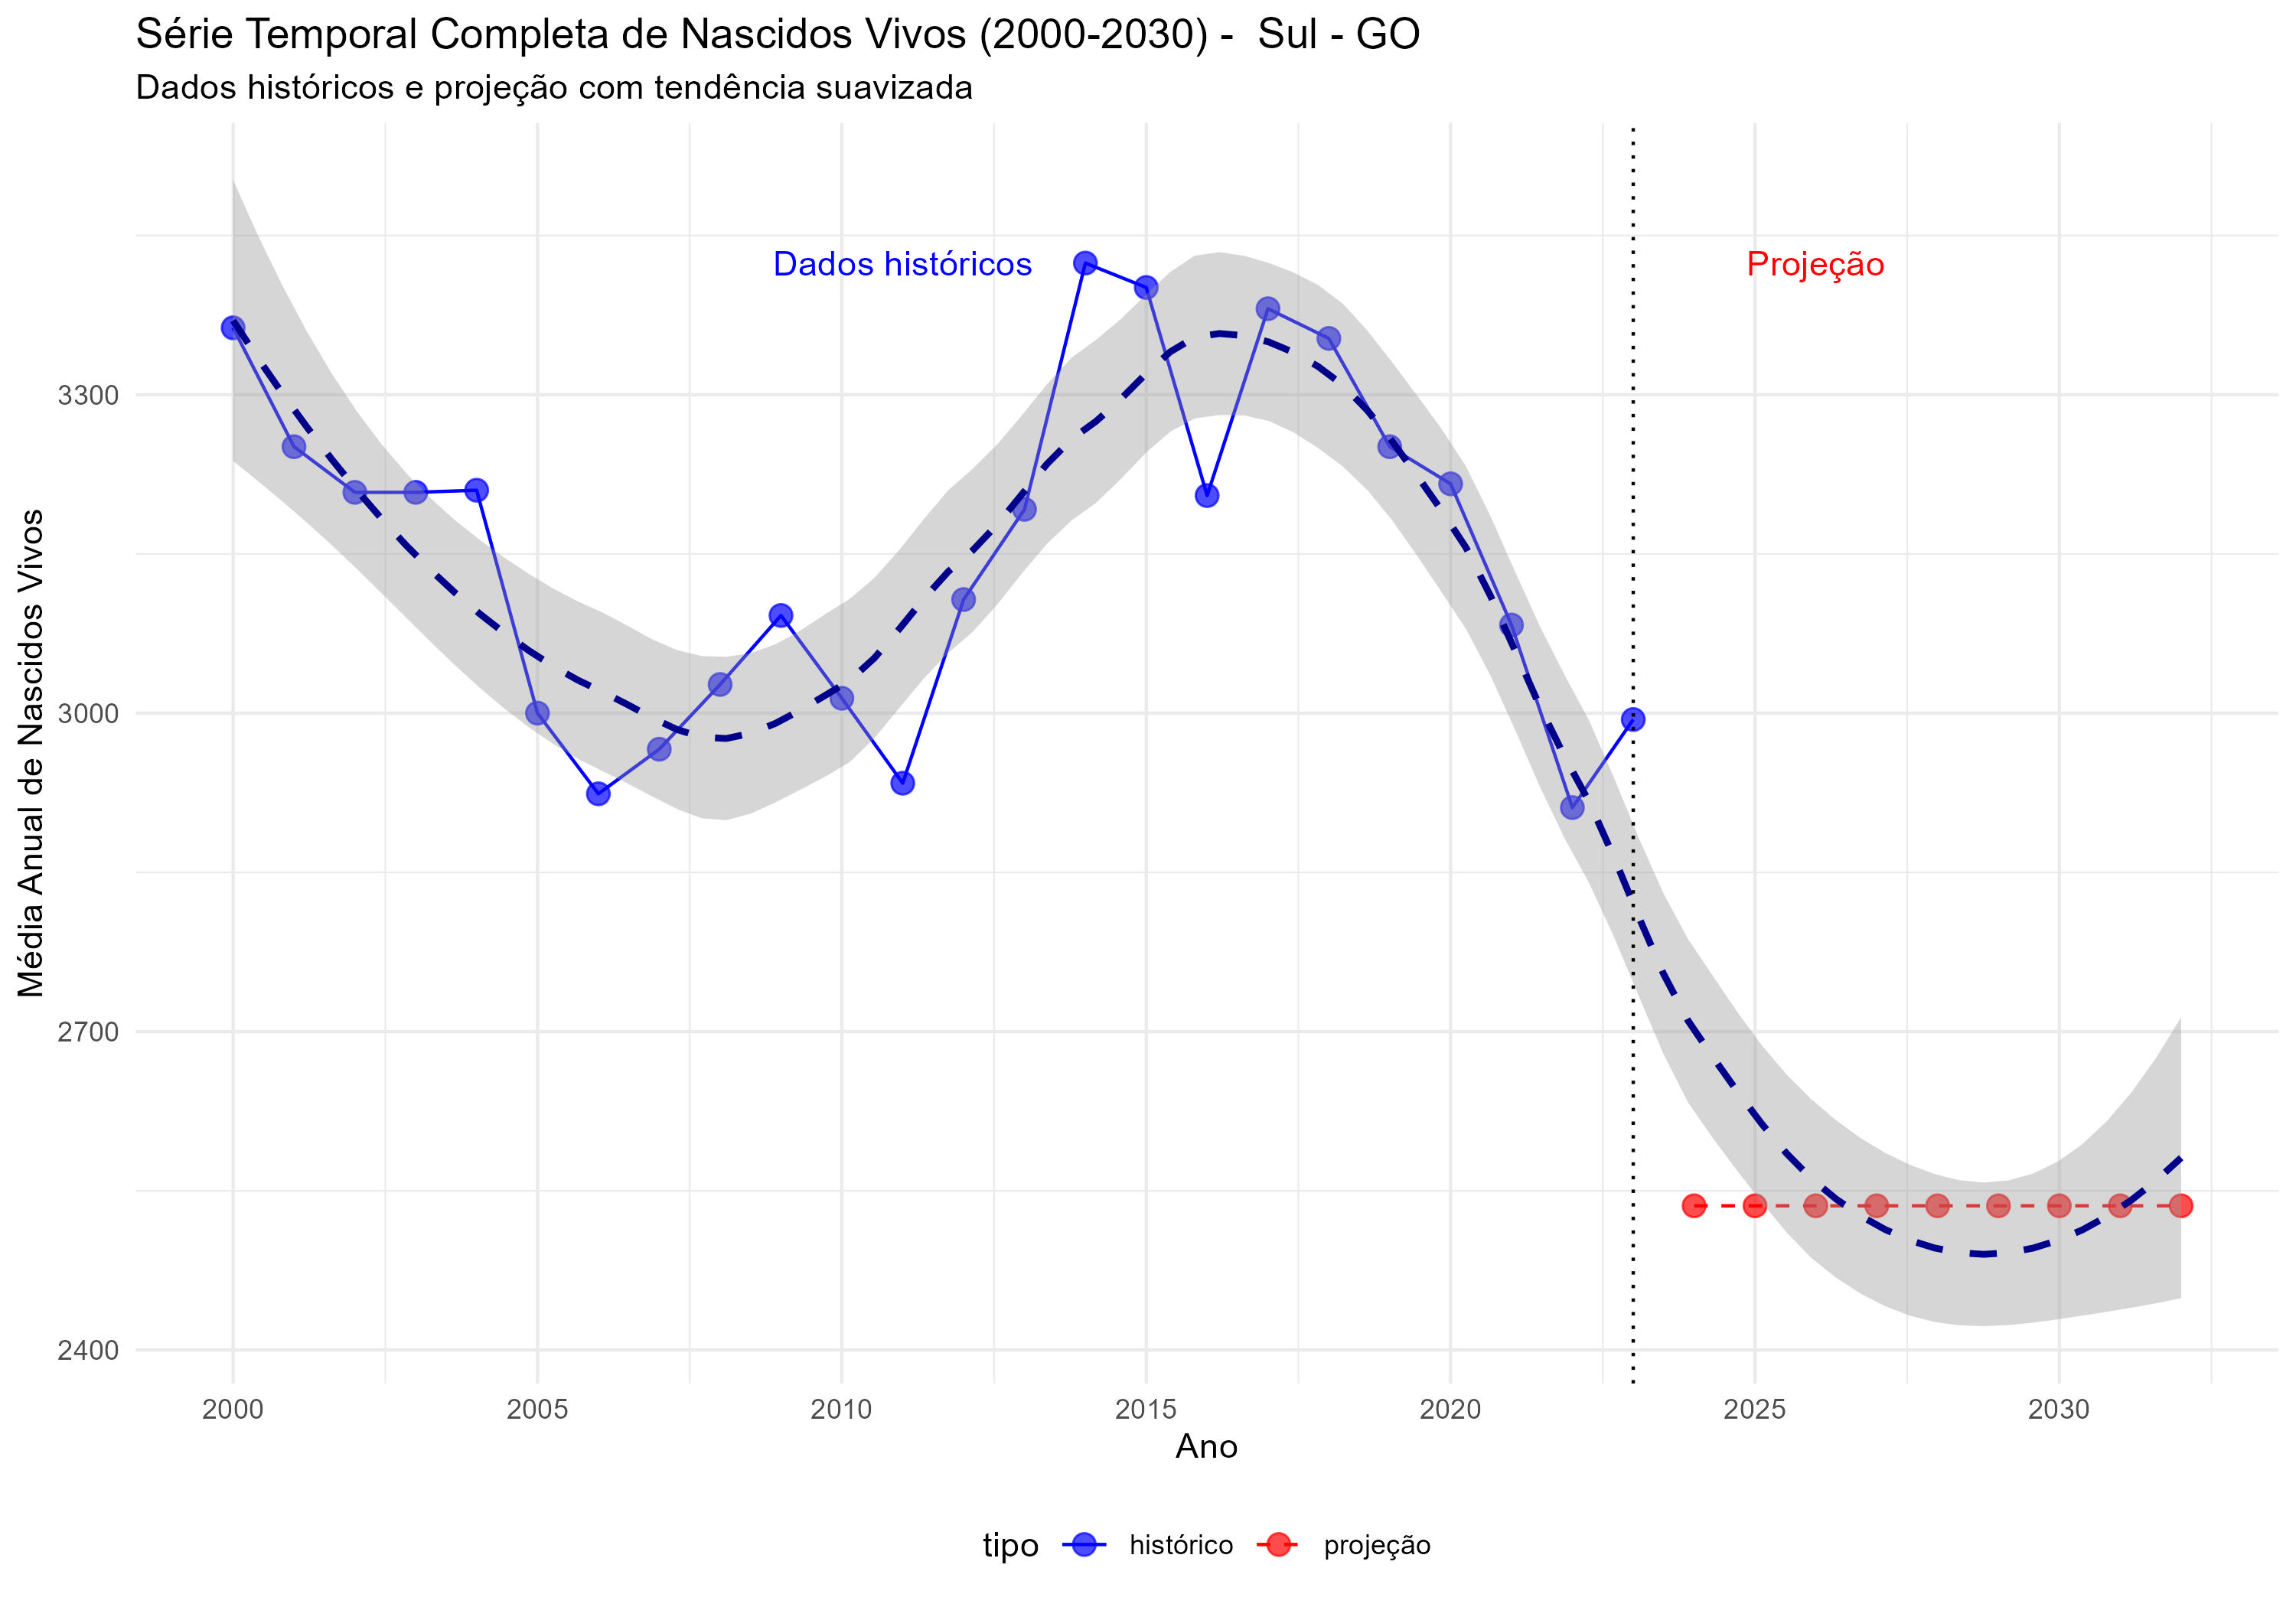 Série Temporal Completa de Nascidos Vivos (2000-2030) -  Sul - GO
Dados históricos e projeção com tendência suavizada
Dados históricos
Projeção
Média Anual de Nascidos Vivos
3300
3000
2700
2400
2000
2005
2010
2015
2020
2025
2030
Ano
tipo
histórico
projeção